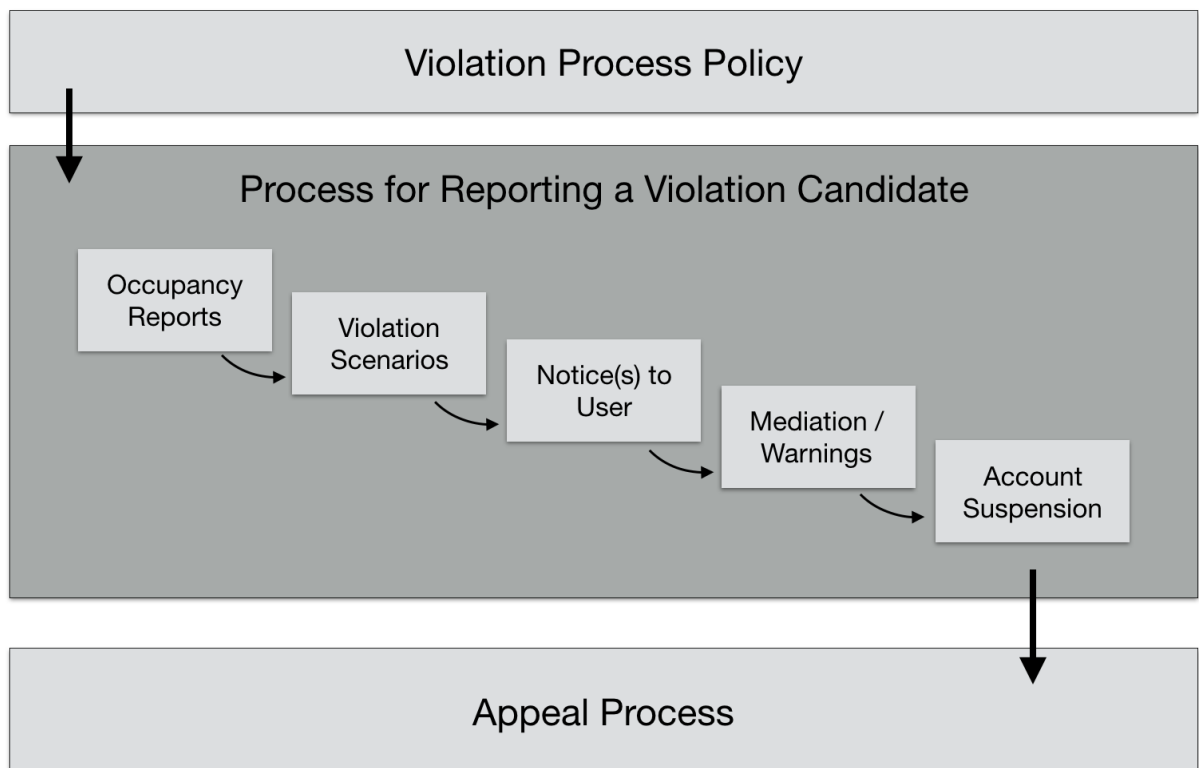 Violation Process Policy
Process for Reporting a Violation Candidate
Occupancy
Reports
Violation
Scenarios
Notice(s) to
User
Mediation /
Warnings
Account
Suspension
Appeal Process